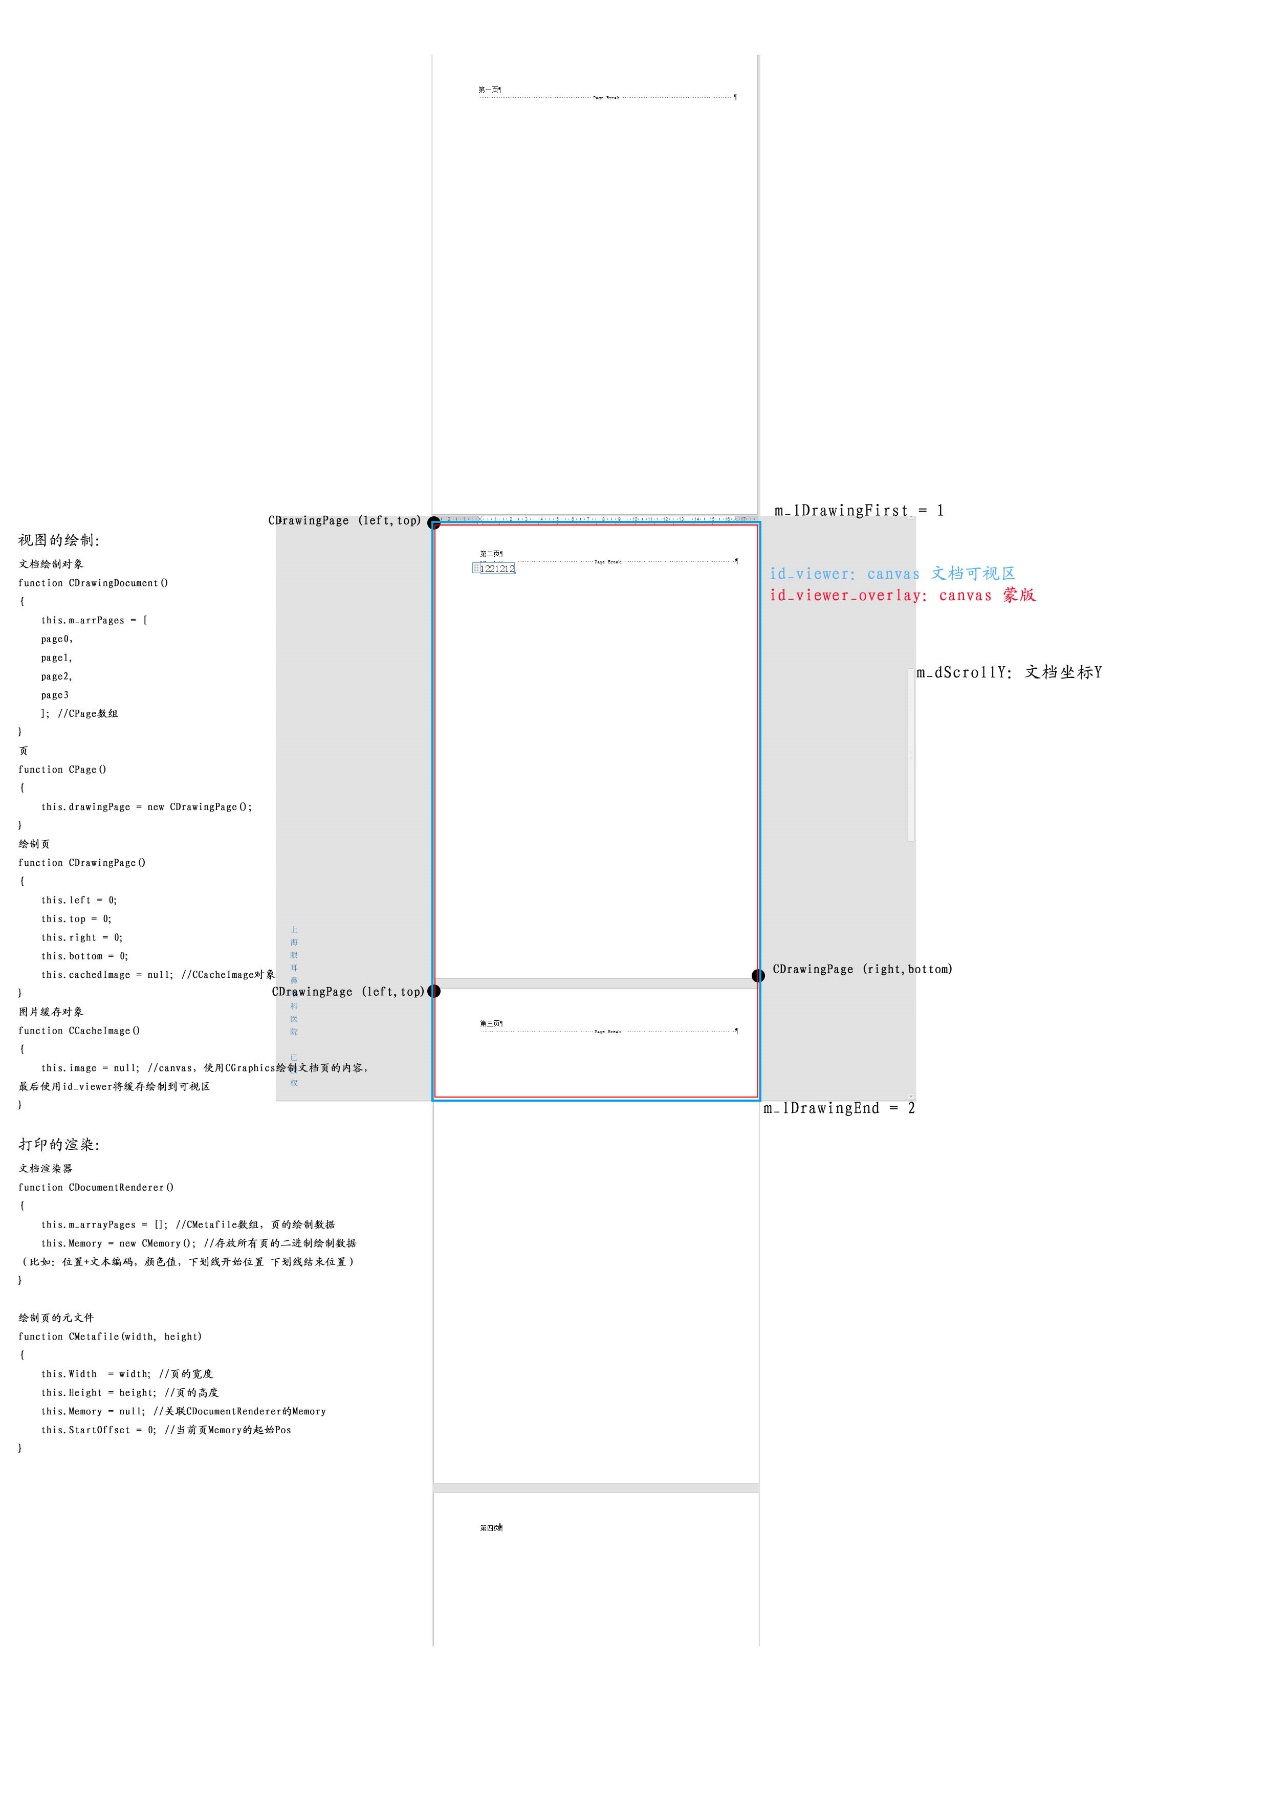 第一页¶
Page Break ¶
m_lDrawingFirst = 1
CDrawingPage (left,top)
视图的绘制:
文档绘制对象
function CDrawingDocument()
{
this.m_arrPages = [
page0,
page1,
page2,
page3
]; //CPage数组
}
页
function CPage()
{
this.drawingPage = new CDrawingPage();
}
绘制页
function CDrawingPage()
{
this.left = 0;
this.top = 0;
this.right = 0;
this.bottom = 0;
this.cachedImage = null; //CCacheImage对象
}
图片缓存对象
function CCacheImage()
{
this.image = null; //canvas, 使用CGraphics绘制文档页的内容,
最后使用id_viewer将缓存绘制到可视区
}
打印的渲染:
文档渲染器
function CDocumentRenderer()
{
this.m_arrayPages = []; //CMetafile数组, 页的绘制数据
this.Memory = new CMemory(); //存放所有页的二进制绘制数据
(比如: 位置+文本编码, 颜色值, 下划线开始位置 下划线结束位置)
}
绘制页的元文件
function CMetafile(width, height)
{
this.Width = width; //页的宽度
this.Height = height; //页的高度
this.Memory = null; //关联CDocumentRenderer的Memory
this.StartOffset = 0; //当前页Memory的起始Pos
}
第二页¶
Page Break ¶
1221212
id_viewer: canvas 文档可视区
id_viewer_overlay: canvas 蒙版
m_dScrollY: 文档坐标Y
CDrawingPage (right,bottom)
CDrawingPage (left,top)
第三页¶
Page Break ¶
m_lDrawingEnd = 2
第四页